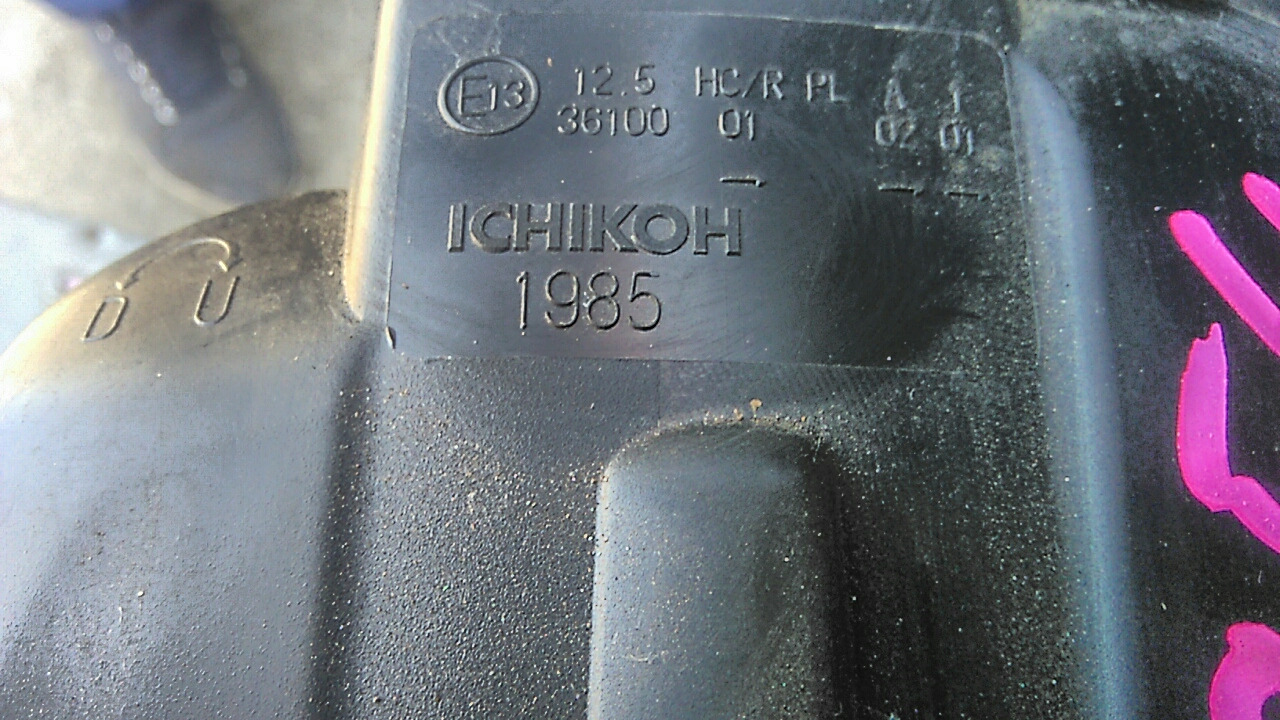 E13 12.5 HC/R PL A 1
36100 01 02 01
→ → →
ICHIKOH
1985
D U